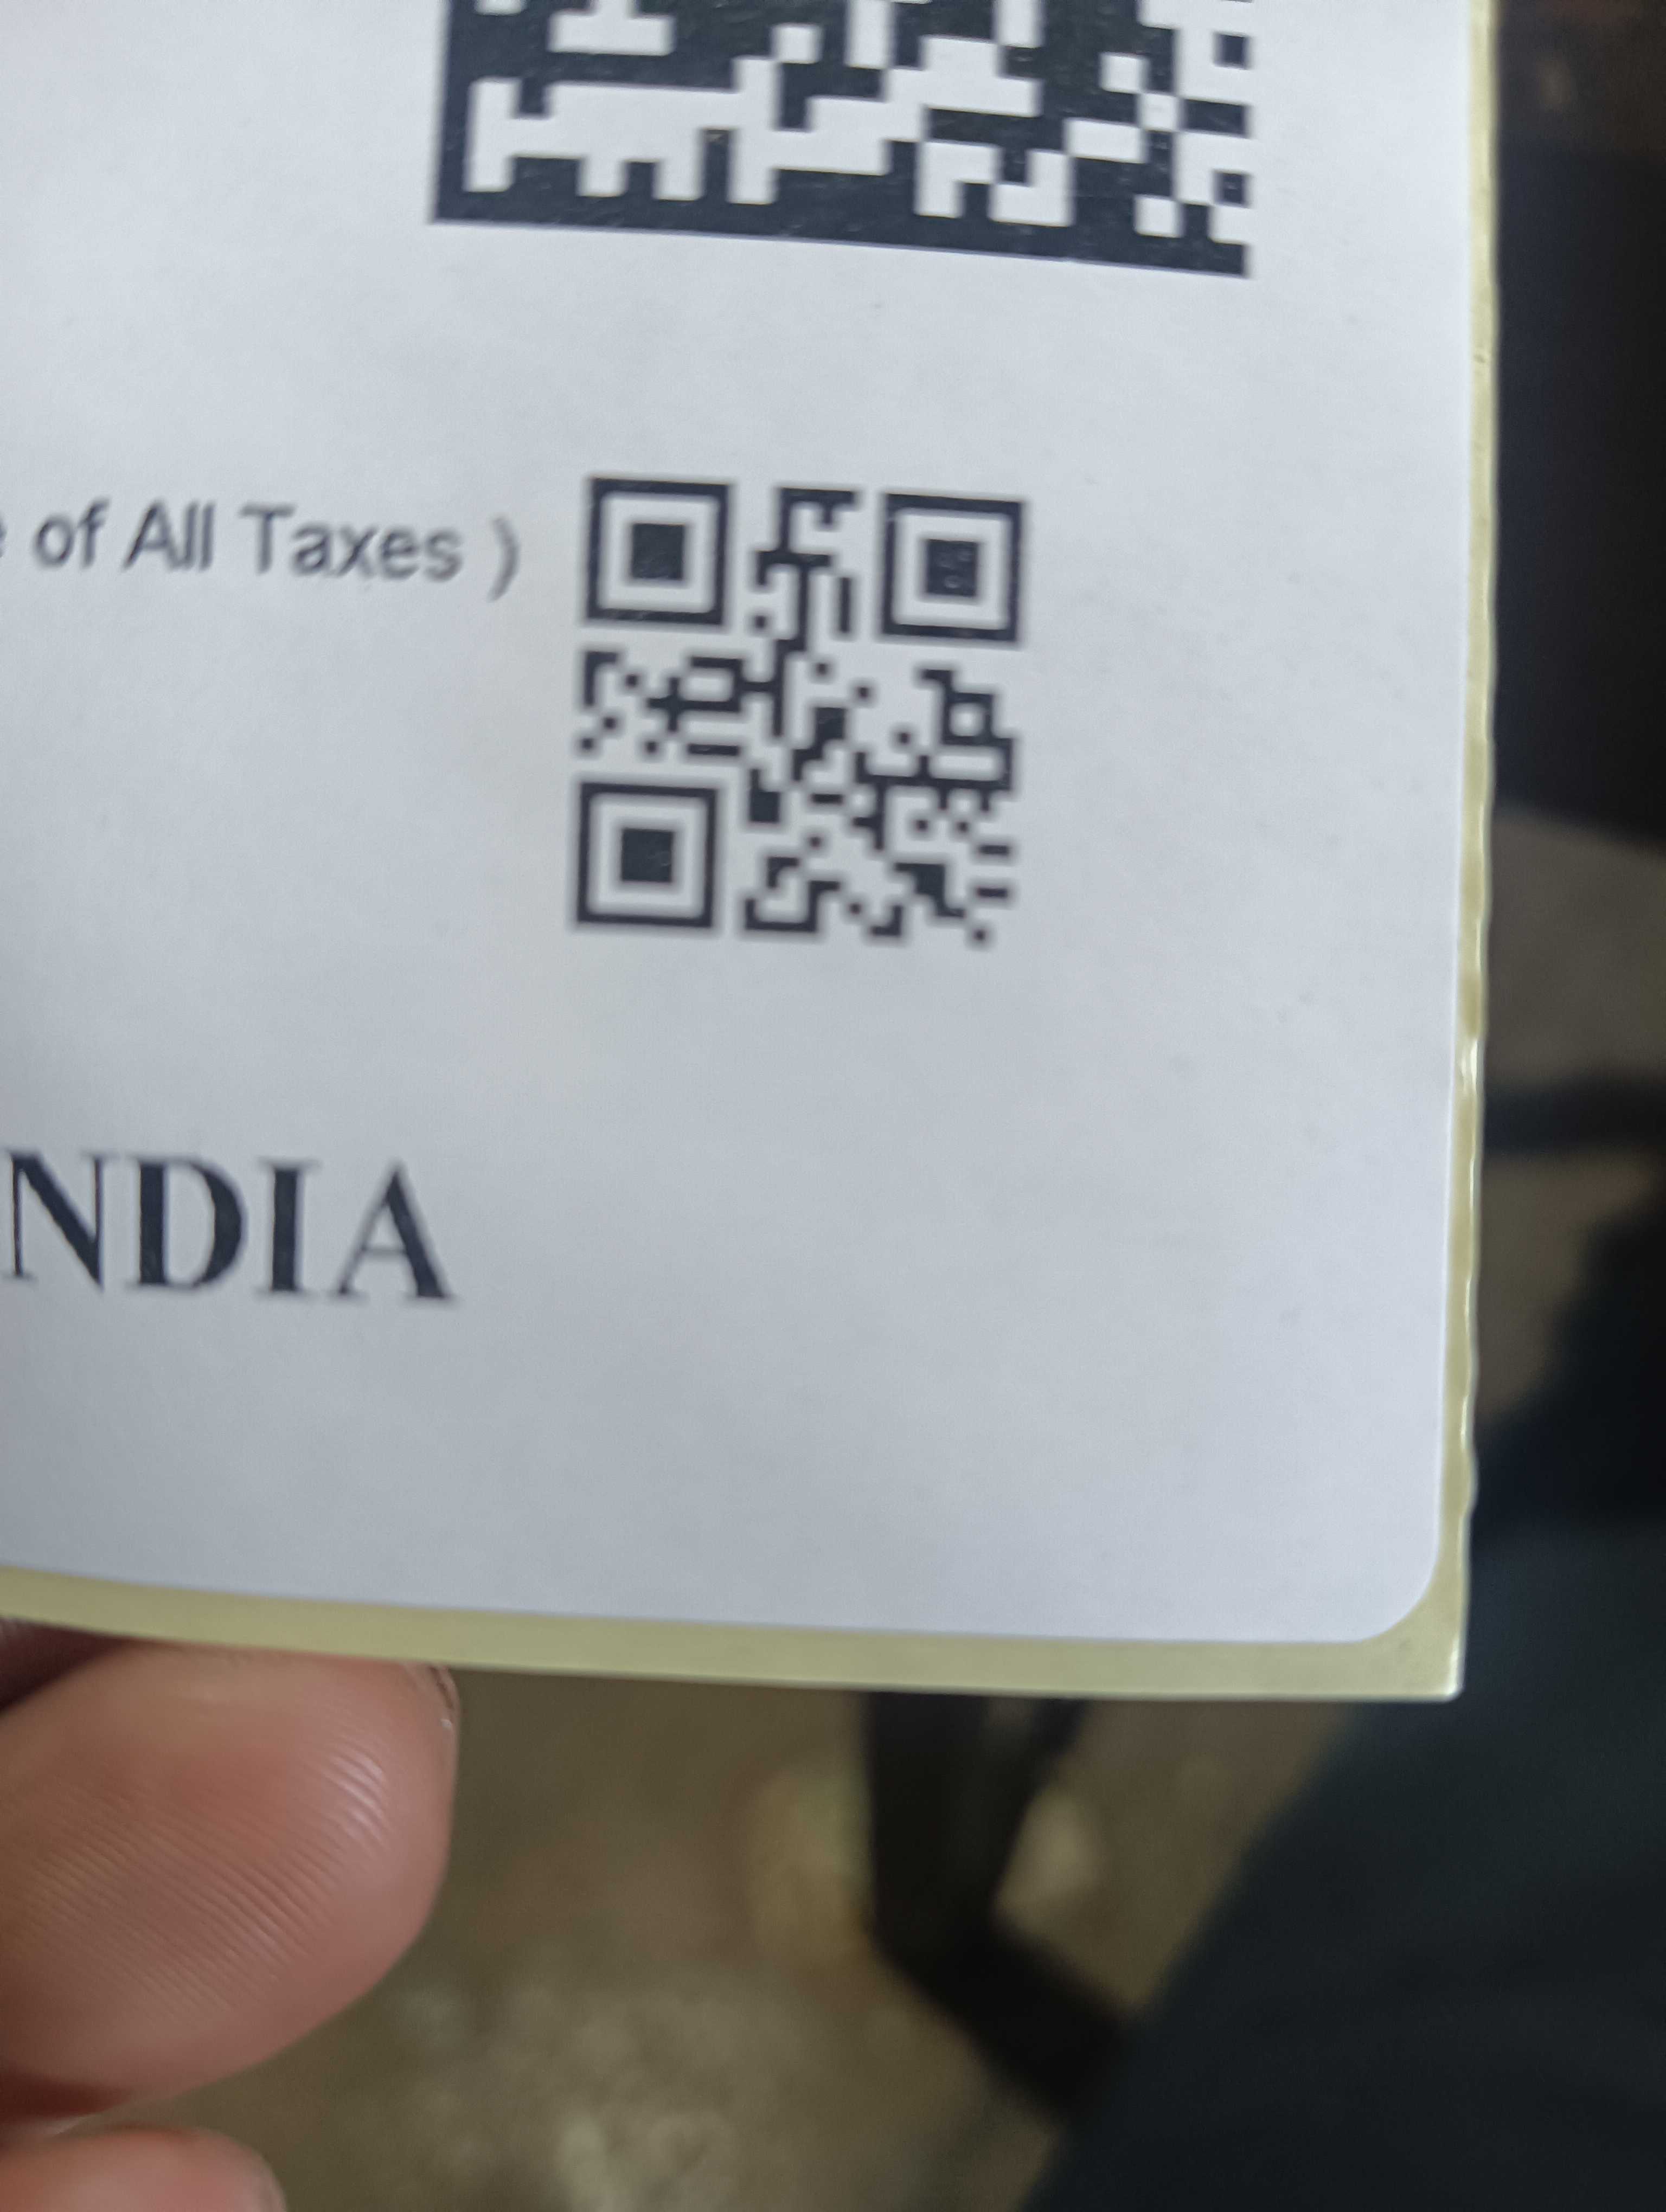 of All Taxes )
NDIA